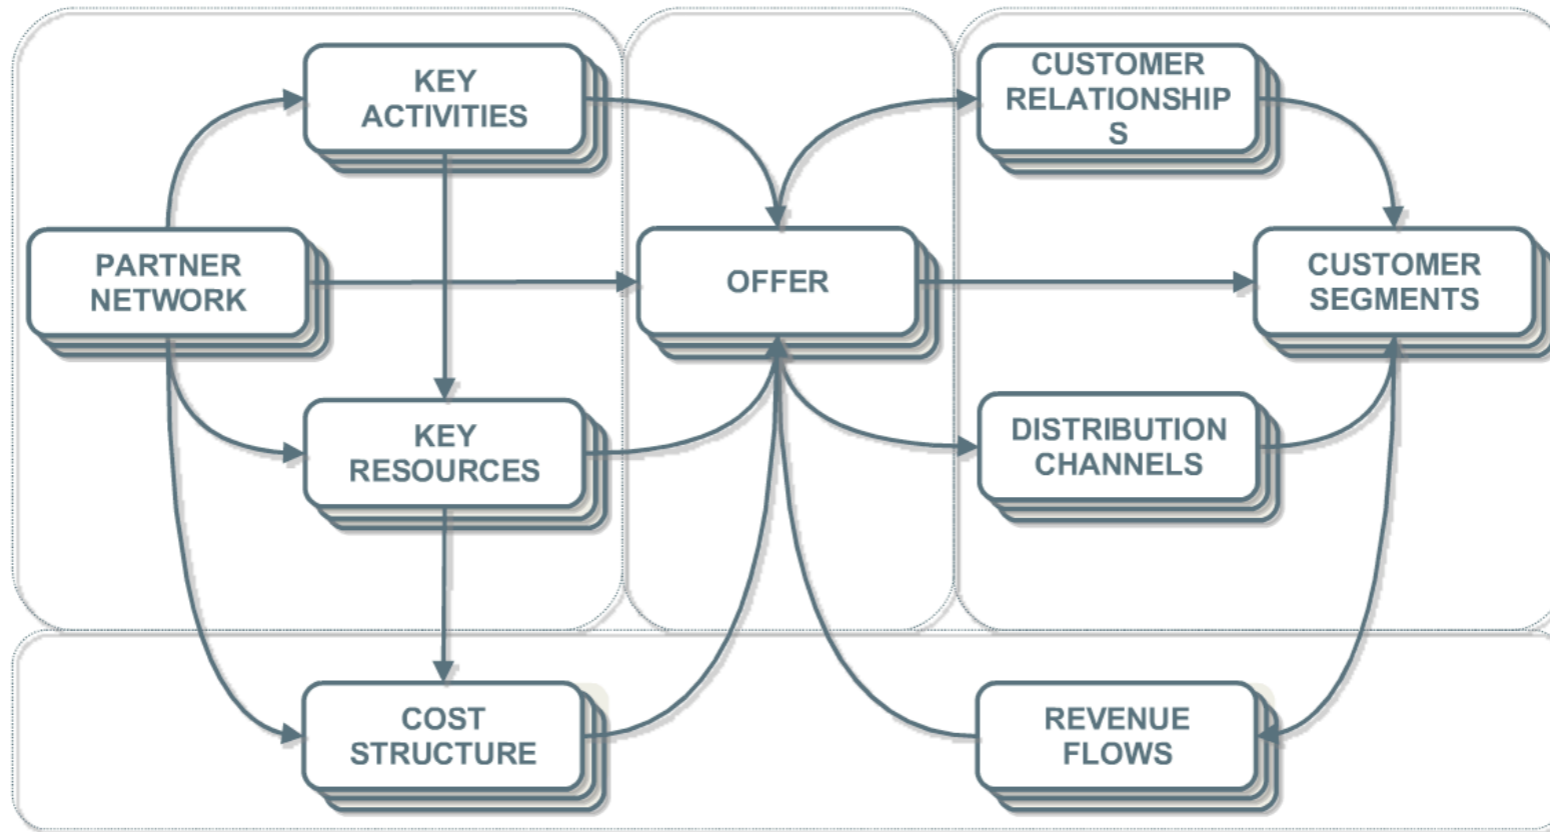 KEY
ACTIVITIES
CUSTOMER
RELATIONSHIP
S
PARTNER
NETWORK
OFFER
CUSTOMER
SEGMENTS
KEY
RESOURCES
DISTRIBUTION
CHANNELS
COST
STRUCTURE
REVENUE
FLOWS